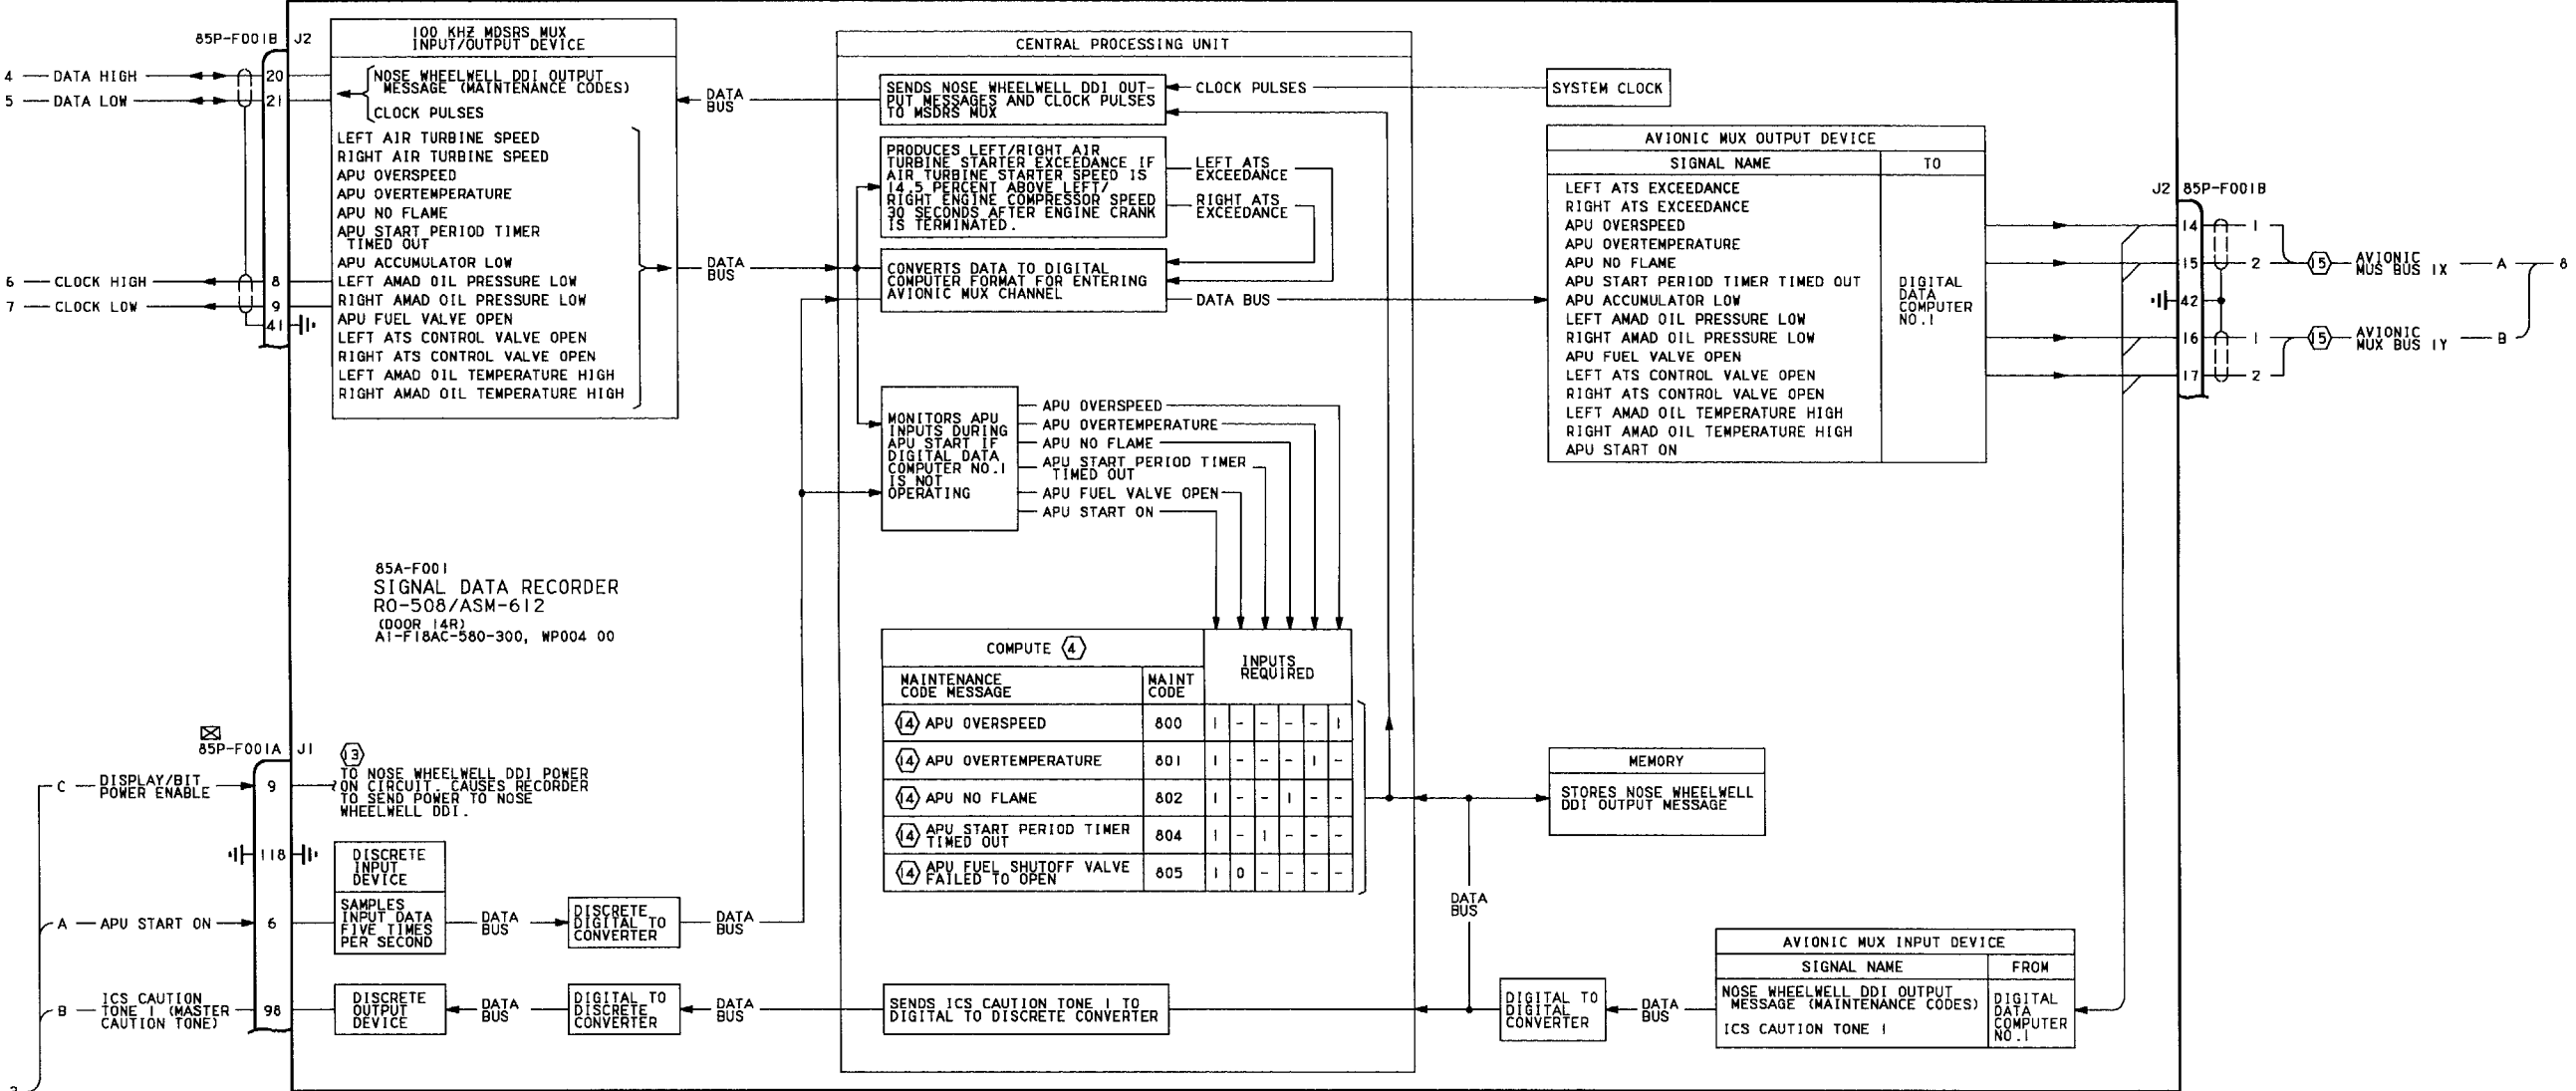 85P-F001B J2
4 DATA HIGH 20
5 DATA LOW 21
6 CLOCK HIGH 8
7 CLOCK LOW 9
41
100 KHZ MDSRS MUX
INPUT/OUTPUT DEVICE
NOSE WHEELWELL DDI OUTPUT
MESSAGE (MAINTENANCE CODES)
CLOCK PULSES
LEFT AIR TURBINE SPEED
RIGHT AIR TURBINE SPEED
APU OVERSPEED
APU OVERTEMPERATURE
APU NO FLAME
APU START PERIOD TIMER
TIMED OUT
APU ACCUMULATOR LOW
LEFT AMAD OIL PRESSURE LOW
RIGHT AMAD OIL PRESSURE LOW
APU FUEL VALVE OPEN
LEFT ATS CONTROL VALVE OPEN
RIGHT ATS CONTROL VALVE OPEN
LEFT AMAD OIL TEMPERATURE HIGH
RIGHT AMAD OIL TEMPERATURE HIGH
DATA
BUS
DATA
BUS
CENTRAL PROCESSING UNIT
SENDS NOSE WHEELWELL DDI OUT-
PUT MESSAGES AND CLOCK PULSES
TO MSDRS MUX
CLOCK PULSES
SYSTEM CLOCK
PRODUCES LEFT/RIGHT AIR
TURBINE STARTER EXCEEDANCE IF
AIR TURBINE STARTER SPEED IS
14.5 PERCENT ABOVE LEFT/
RIGHT ENGINE COMPRESSOR SPEED
30 SECONDS AFTER ENGINE CRANK
IS TERMINATED.
LEFT ATS
EXCEEDANCE
RIGHT ATS
EXCEEDANCE
CONVERTS DATA TO DIGITAL
COMPUTER FORMAT FOR ENTERING
AVIONIC MUX CHANNEL
DATA BUS
MONITORS APU
INPUTS DURING
APU START IF
DIGITAL DATA
COMPUTER NO.1
IS NOT
OPERATING
APU OVERSPEED
APU OVERTEMPERATURE
APU NO FLAME
APU START PERIOD TIMER
TIMED OUT
APU FUEL VALVE OPEN
APU START ON
AVIONIC MUX OUTPUT DEVICE
SIGNAL NAME TO
LEFT ATS EXCEEDANCE
RIGHT ATS EXCEEDANCE
APU OVERSPEED
APU OVERTEMPERATURE
APU NO FLAME
APU START PERIOD TIMER TIMED OUT
APU ACCUMULATOR LOW
LEFT AMAD OIL PRESSURE LOW
RIGHT AMAD OIL PRESSURE LOW
APU FUEL VALVE OPEN
LEFT ATS CONTROL VALVE OPEN
RIGHT ATS CONTROL VALVE OPEN
LEFT AMAD OIL TEMPERATURE HIGH
RIGHT AMAD OIL TEMPERATURE HIGH
APU START ON
DIGITAL
DATA
COMPUTER
NO.1
J2 85P-F001B
14 1
15 2
42
16 1
17 2
15 AVIONIC
MUS BUS 1X A 8
15 AVIONIC
MUX BUS 1Y B
85A-F001
SIGNAL DATA RECORDER
RO-508/ASM-612
(DOOR 14R)
A1-F18AC-580-300, WP004 00
COMPUTE 4
INPUTS
REQUIRED
MAINTENANCE
CODE MESSAGE
MAINT
CODE
14 APU OVERSPEED 800 1 - - - - 1
14 APU OVERTEMPERATURE 801 1 - - - 1 -
14 APU NO FLAME 802 1 - - 1 - -
14 APU START PERIOD TIMER
TIMED OUT 804 1 - 1 - - -
14 APU FUEL SHUTOFF VALVE
FAILED TO OPEN 805 1 0 - - - -
MEMORY
STORES NOSE WHEELWELL
DDI OUTPUT MESSAGE
DATA
BUS
85P-F001A J1
C DISPLAY/BIT
POWER ENABLE 9
13
TO NOSE WHEELWELL DDI POWER
ON CIRCUIT. CAUSES RECORDER
TO SEND POWER TO NOSE
WHEELWELL DDI.
118
A APU START ON 6
DISCRETE
INPUT
DEVICE
SAMPLES
INPUT DATA
FIVE TIMES
PER SECOND
DATA
BUS
DISCRETE
DIGITAL TO
CONVERTER
DATA
BUS
B ICS CAUTION
TONE 1 (MASTER
CAUTION TONE) 98
DISCRETE
OUTPUT
DEVICE
DATA
BUS
DIGITAL TO
DISCRETE
CONVERTER
DATA
BUS
SENDS ICS CAUTION TONE 1 TO
DIGITAL TO DISCRETE CONVERTER
DIGITAL TO
DIGITAL
CONVERTER
DATA
BUS
AVIONIC MUX INPUT DEVICE
SIGNAL NAME FROM
NOSE WHEELWELL DDI OUTPUT
MESSAGE (MAINTENANCE CODES)
ICS CAUTION TONE 1
DIGITAL
DATA
COMPUTER
NO.1